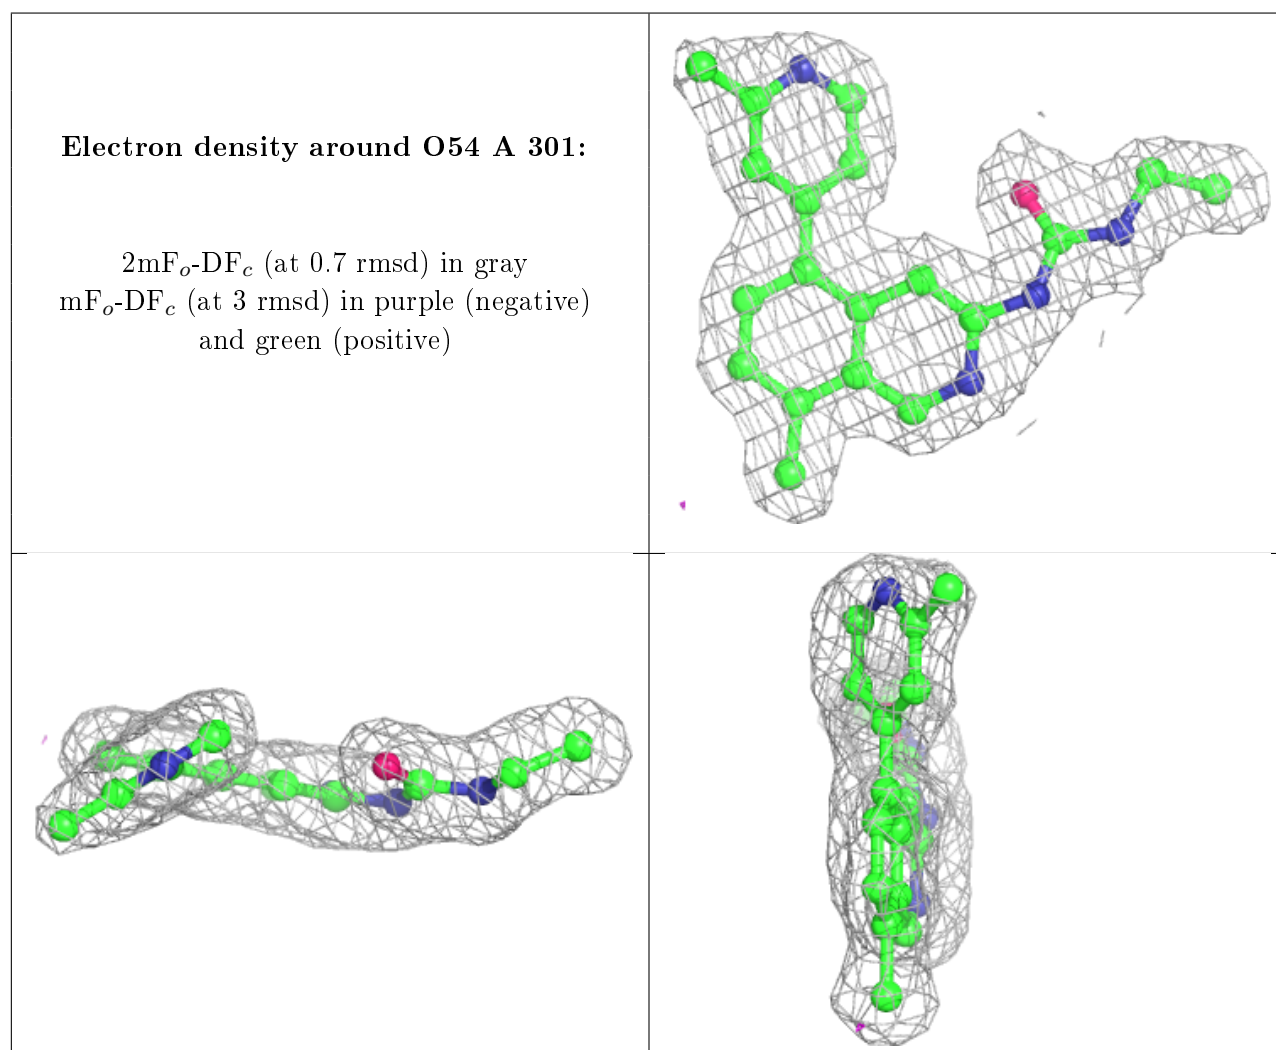 Electron density around O54 A 301:
2mFo-DFc (at 0.7 rmsd) in gray
mFo-DFc (at 3 rmsd) in purple (negative)
and green (positive)